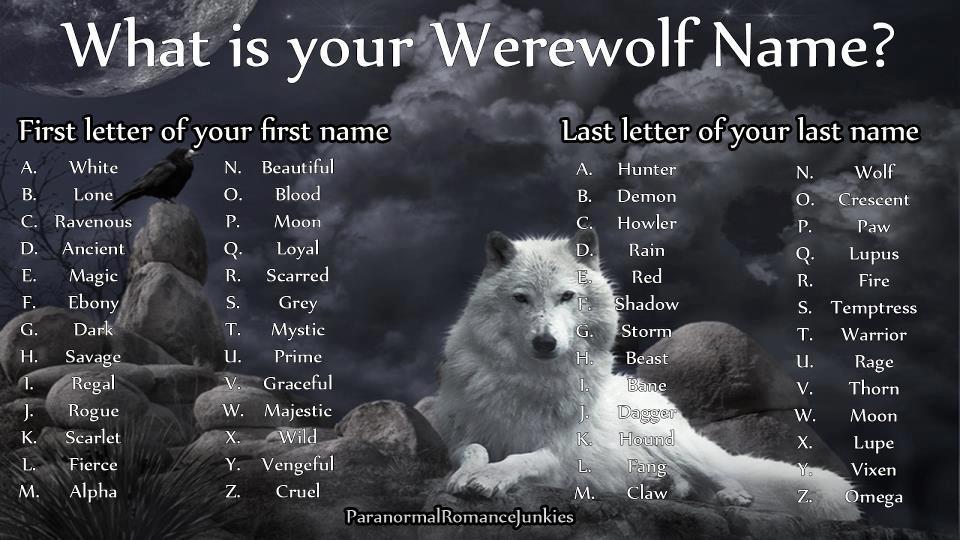 What is your Werewolf Name?
First letter of your first name
A. White
B. Lone
C. Ravenous
D. Ancient
E. Magic
F. Ebony
G. Dark
H. Savage
I. Regal
J. Rogue
K. Scarlet
L. Fierce
M. Alpha
N. Beautiful
O. Blood
P. Moon
Q. Loyal
R. Scarred
S. Grey
T. Mystic
U. Prime
V. Graceful
W. Majestic
X. Wild
Y. Vengeful
Z. Cruel
Last letter of your last name
A. Hunter
B. Demon
C. Howler
D. Rain
E. Red
F. Shadow
G. Storm
H. Beast
I. Bane
J. Dagger
K. Hound
L. Fang
M. Claw
N. Wolf
O. Crescent
P. Paw
Q. Lupus
R. Fire
S. Temptress
T. Warrior
U. Rage
V. Thorn
W. Moon
X. Lupe
Y. Vixen
Z. Omega
ParanormalRomanceJunkies